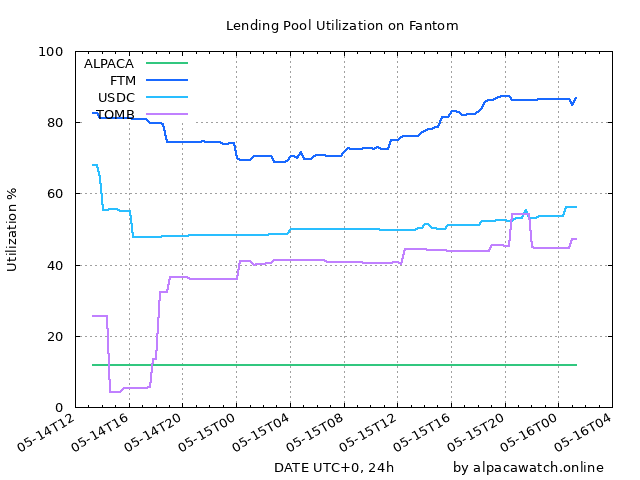 Lending Pool Utilization on Fantom
100
80
60
40
20
0
Utilization %
ALPACA
FTM
USDC
TOMB
05-14T12
05-14T16
05-14T20
05-15T00
05-15T04
05-15T08
05-15T12
05-15T16
05-15T20
05-16T00
05-16T04
DATE UTC+0, 24h
by alpacawatch.online